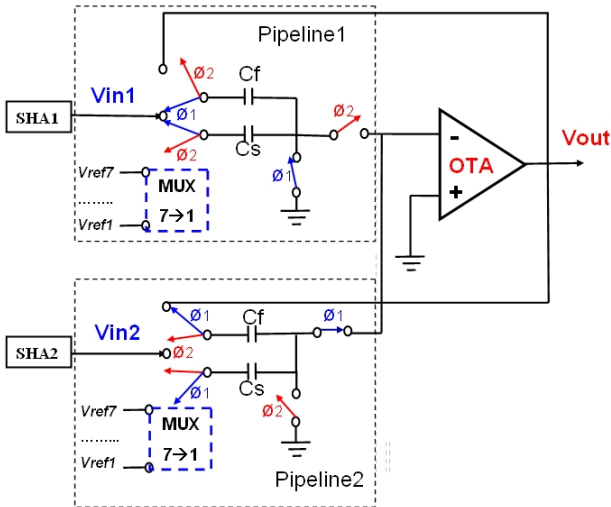 Pipeline1
Ø2
Cf
Vin1
SHA1
Ø1
Ø2
Ø2
Cs
Vout
OTA
-
+
Ø1
Vref7
MUX
........
7→1
Vref1
Ø1
Cf
Ø1
Vin2
SHA2
Ø2
Cs
Ø1
Vref7
Ø2
MUX
........
7→1
Vref1
Pipeline2